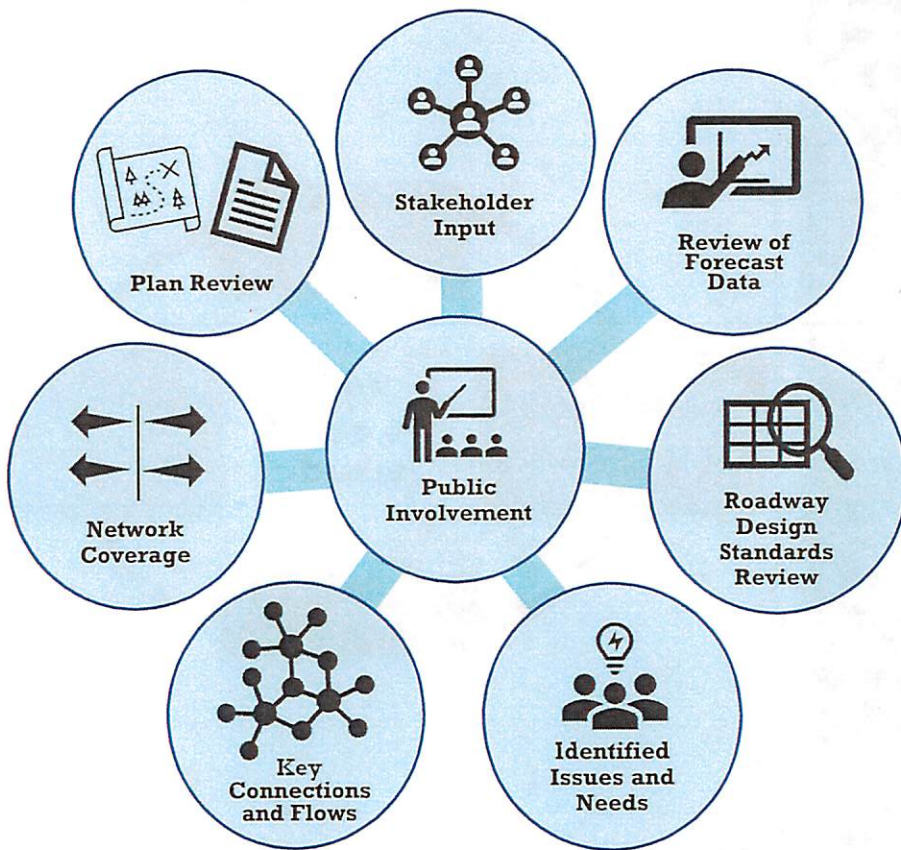 Stakeholder
Input
Review of
Forecast
Data
Plan Review
Public
Involvement
Network
Coverage
Roadway
Design
Standards
Review
Key
Connections
and Flows
Identified
Issues and
Needs